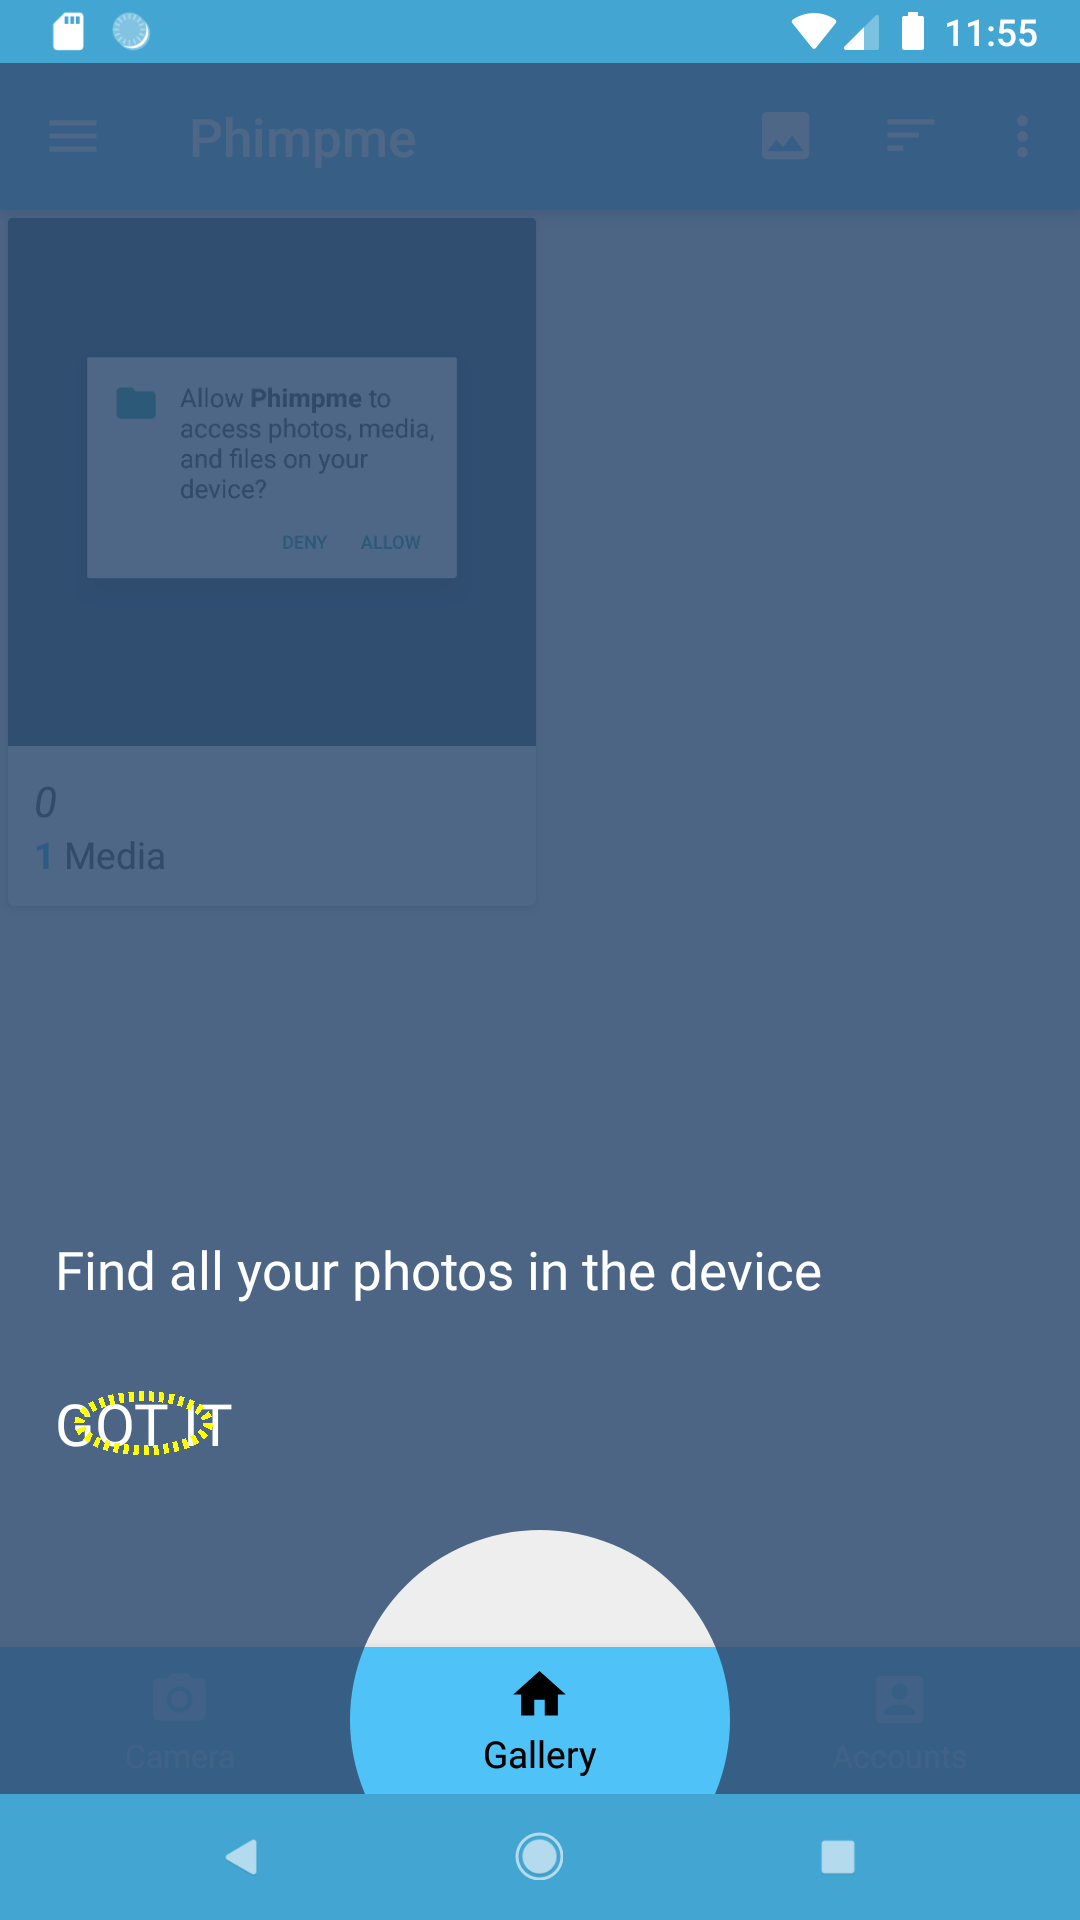 11:55
Phimpme
Allow Phimpme to
access photos, media,
and files on your
device?
DENY ALLOW
0
1 Media
Find all your photos in the device
GOT IT
Camera
Gallery
Accounts